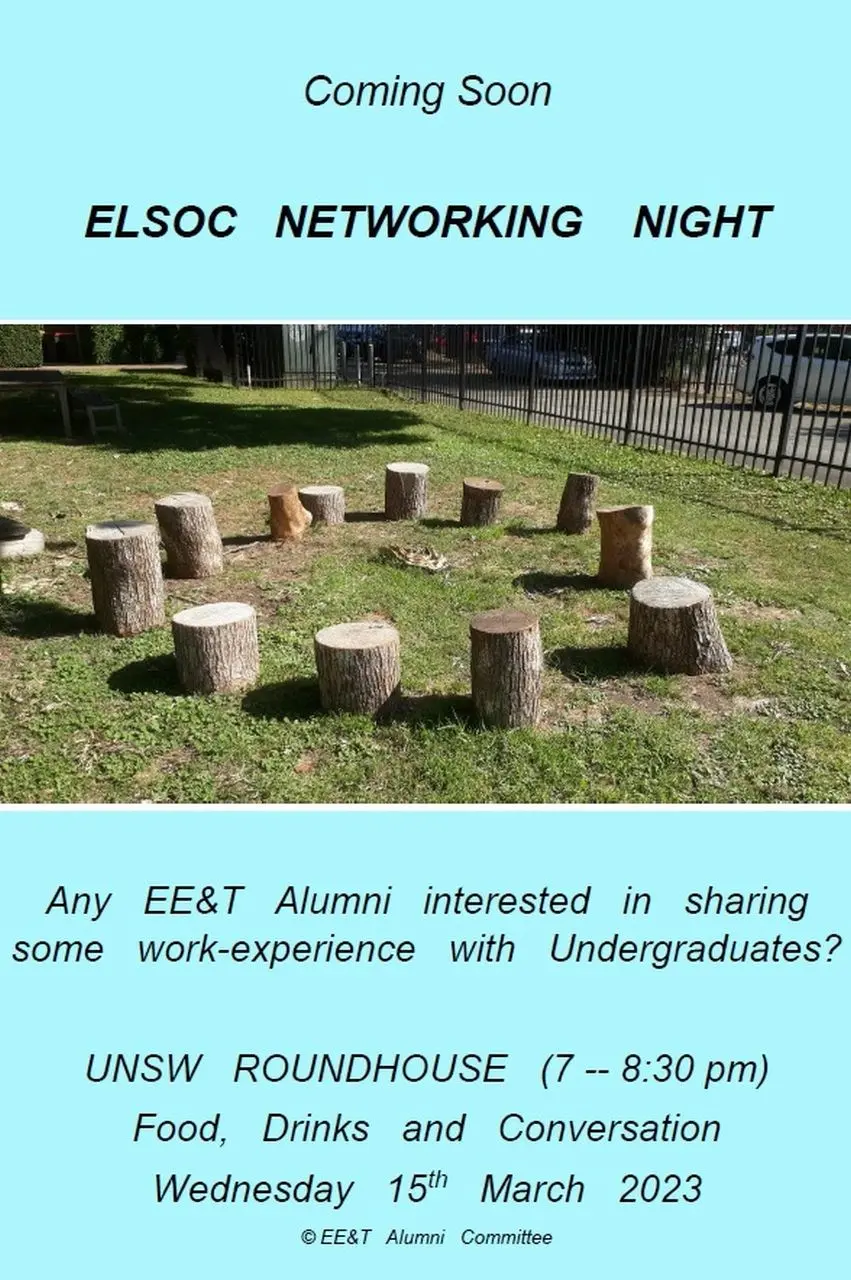 Coming Soon
ELSOC NETWORKING NIGHT
Any EE&T Alumni interested in sharing
some work-experience with Undergraduates?
UNSW ROUNDHOUSE (7 -- 8:30 pm)
Food, Drinks and Conversation
Wednesday 15th March 2023
© EE&T Alumni Committee